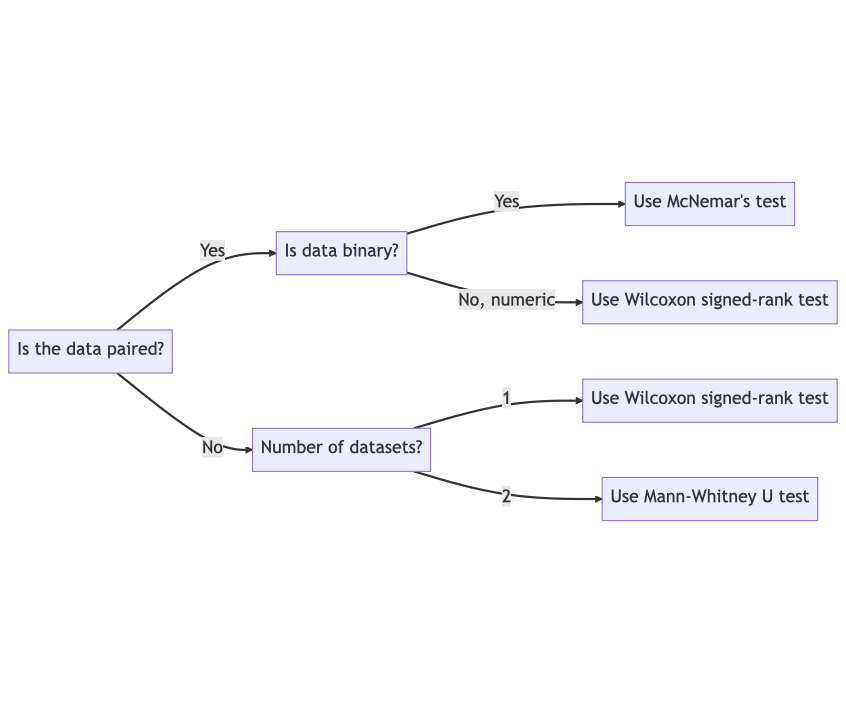 Is the data paired?
Yes
No
Is data binary?
Number of datasets?
Yes
No, numeric
1
2
Use McNemar's test
Use Wilcoxon signed-rank test
Use Wilcoxon signed-rank test
Use Mann-Whitney U test